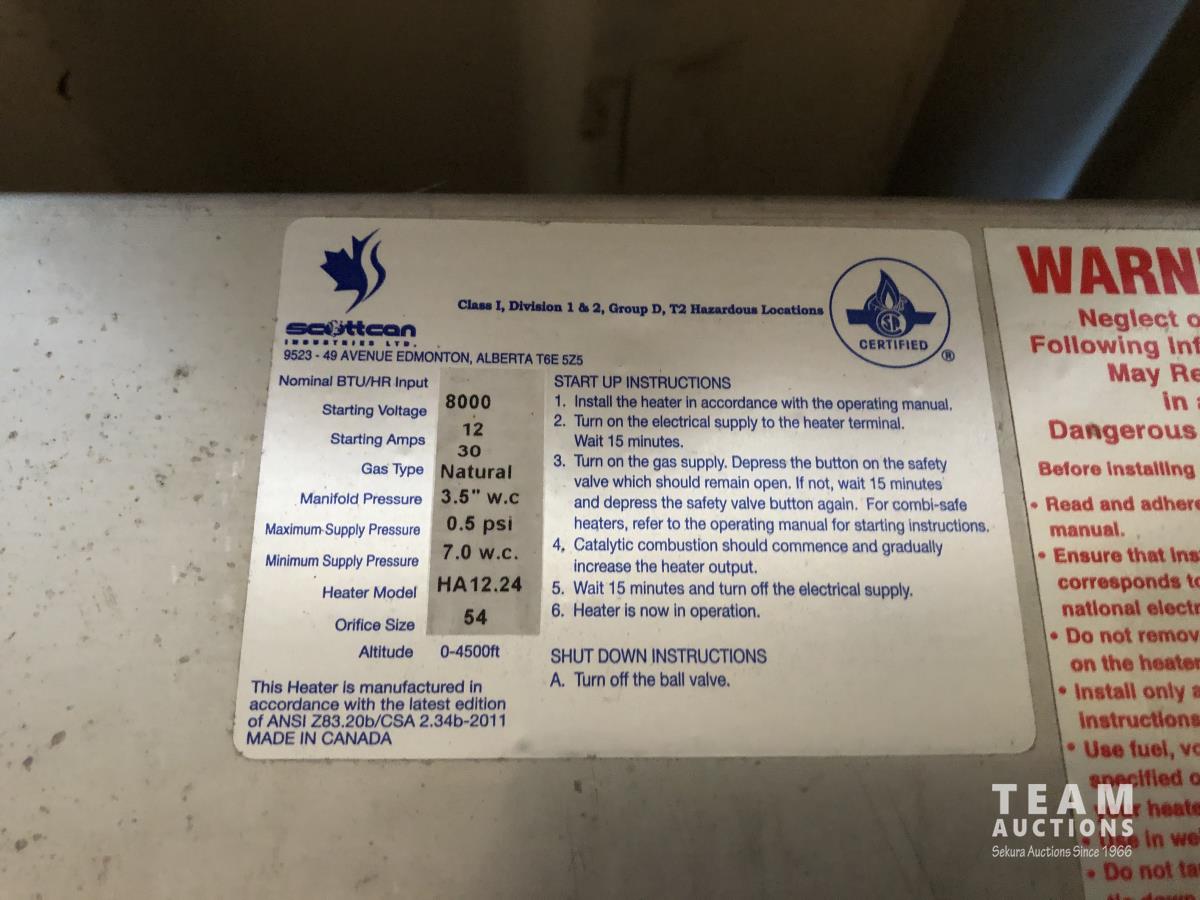 scottcan
INDUSTRIES LTD.
9523 - 49 AVENUE EDMONTON, ALBERTA T6E 5Z5
Class I, Division 1 & 2, Group D, T2 Hazardous Locations
CERTIFIED
®
Nominal BTU/HR Input 8000
Starting Voltage 12
Starting Amps 30
Gas Type Natural
Manifold Pressure 3.5" w.c
Maximum Supply Pressure 0.5 psi
Minimum Supply Pressure 7.0 w.c.
Heater Model HA12.24
Orifice Size 54
Altitude 0-4500ft
This Heater is manufactured in
accordance with the latest edition
of ANSI Z83.20b/CSA 2.34b-2011
MADE IN CANADA
START UP INSTRUCTIONS
1. Install the heater in accordance with the operating manual.
2. Turn on the electrical supply to the heater terminal.
Wait 15 minutes.
3. Turn on the gas supply. Depress the button on the safety
valve which should remain open. If not, wait 15 minutes
and depress the safety valve button again. For combi-safe
heaters, refer to the operating manual for starting instructions.
4. Catalytic combustion should commence and gradually
increase the heater output.
5. Wait 15 minutes and turn off the electrical supply.
6. Heater is now in operation.
SHUT DOWN INSTRUCTIONS
A. Turn off the ball valve.
WARN
Neglect o
Following Inf
May Re
in
Dangerous
Before Installing
• Read and adher
manual.
• Ensure that Ins
corresponds to
national electr
• Do not remov
on the heater
• Install only a
instructions
• Use fuel, vo
specified o
heate
• Use in we
• Do not ta
TEAM
AUCTIONS
Sekura Auctions Since 1966